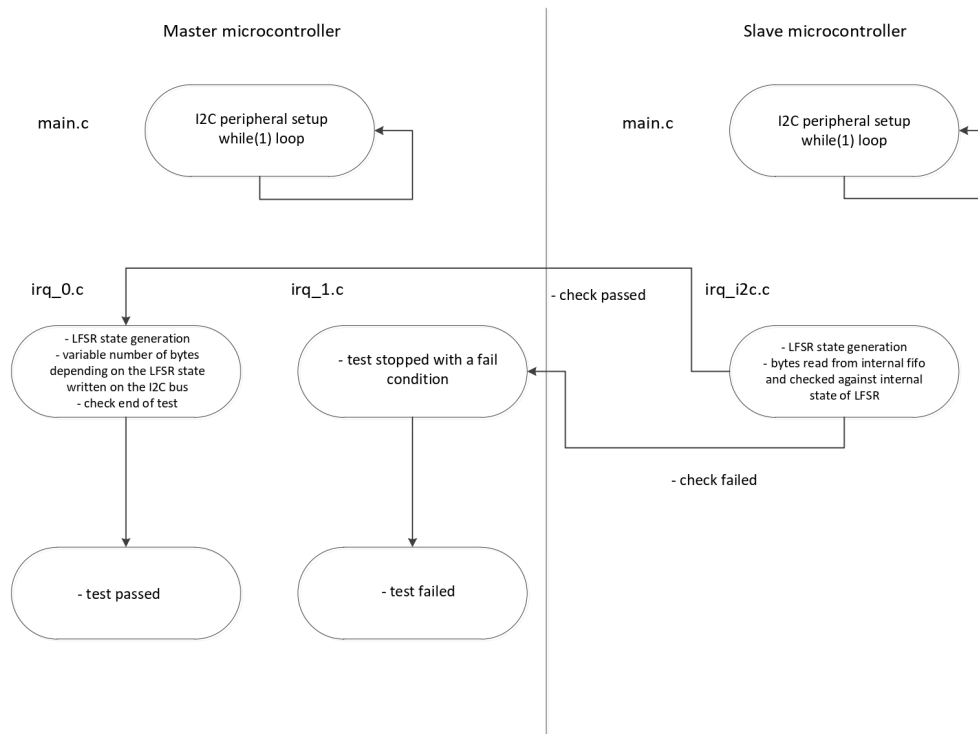 Master microcontroller
Slave microcontroller
main.c
I2C peripheral setup
while(1) loop
main.c
I2C peripheral setup
while(1) loop
irq_0.c
- LFSR state generation
- variable number of bytes
depending on the LFSR state
written on the I2C bus
- check end of test
irq_1.c
- test stopped with a fail
condition
- check passed
irq_i2c.c
- LFSR state generation
- bytes read from internal fifo
and checked against internal
state of LFSR
- check failed
- test passed
- test failed